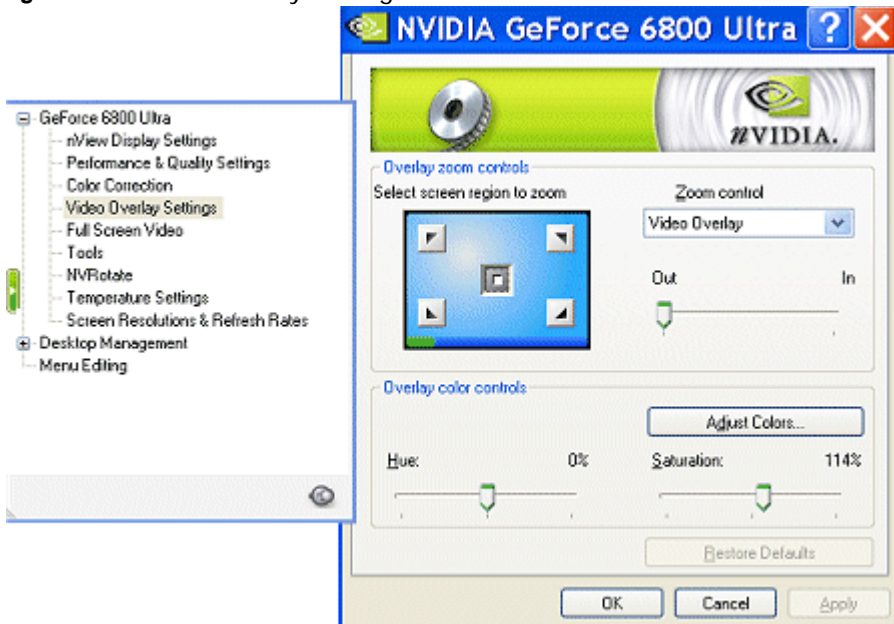 NVIDIA GeForce 6800 Ultra
NVIDIA.
GeForce 6800 Ultra
nView Display Settings
Performance & Quality Settings
Color Correction
Video Overlay Settings
Full Screen Video
Tools
NVRotate
Temperature Settings
Screen Resolutions & Refresh Rates
Desktop Management
Menu Editing
Overlay zoom controls
Select screen region to zoom
Zoom control
Video Overlay
Out In
Overlay color controls
Adjust Colors...
Hue: 0% Saturation: 114%
Restore Defaults
OK Cancel Apply